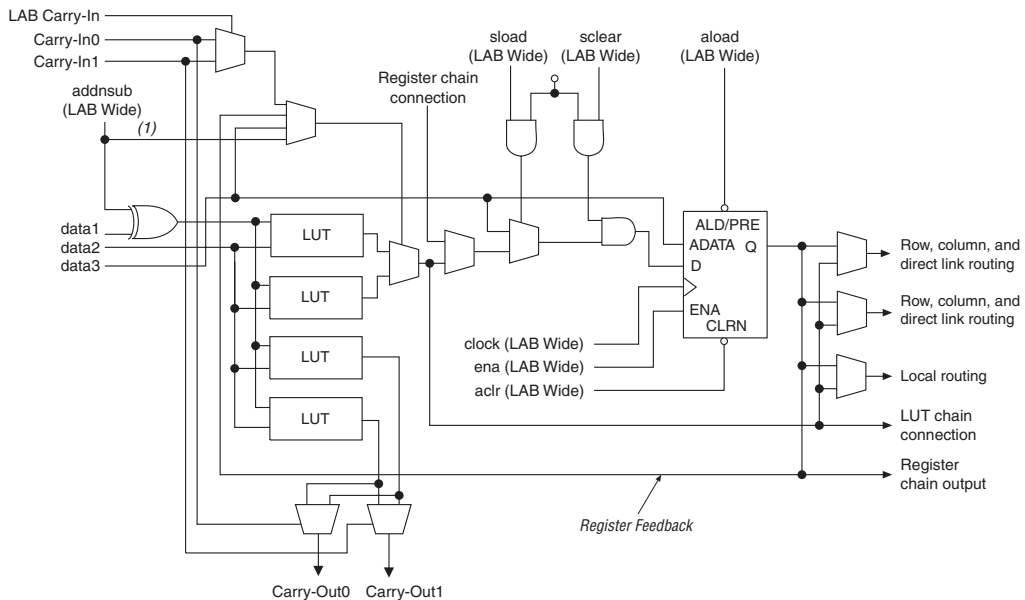 LAB Carry-In
Carry-In0
Carry-In1
addnsub
(LAB Wide)
(1)
Register chain
connection
sload
(LAB Wide)
sclear
(LAB Wide)
aload
(LAB Wide)
data1
data2
data3
LUT
LUT
LUT
LUT
ALD/PRE
ADATA Q
D
ENA
CLRN
clock (LAB Wide)
ena (LAB Wide)
aclr (LAB Wide)
Row, column, and
direct link routing
Row, column, and
direct link routing
Local routing
LUT chain
connection
Register
chain output
Register Feedback
Carry-Out0
Carry-Out1